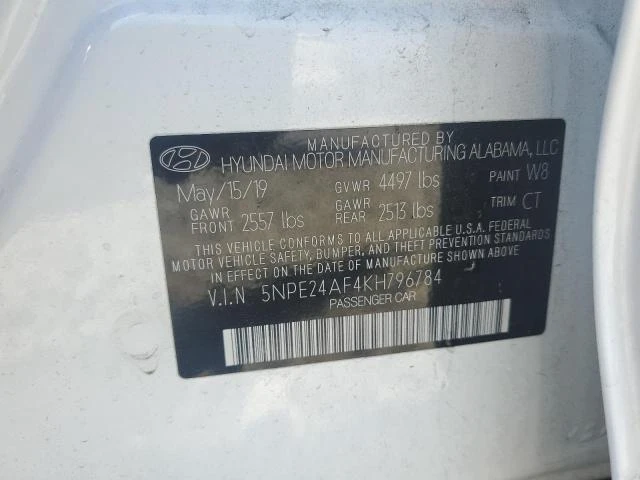 MANUFACTURED BY
HYUNDAI MOTOR MANUFACTURING ALABAMA, LLC
May/15/19 GVWR 4497 lbs PAINT W8
GAWR FRONT 2557 lbs GAWR REAR 2513 lbs TRIM CT
THIS VEHICLE CONFORMS TO ALL APPLICABLE U.S.A. FEDERAL
MOTOR VEHICLE SAFETY, BUMPER, AND THEFT PREVENTION STANDARDS
IN EFFECT ON THE DATE OF MANUFACTURE SHOWN ABOVE
V.I.N 5NPE24AF4KH796784
PASSENGER CAR